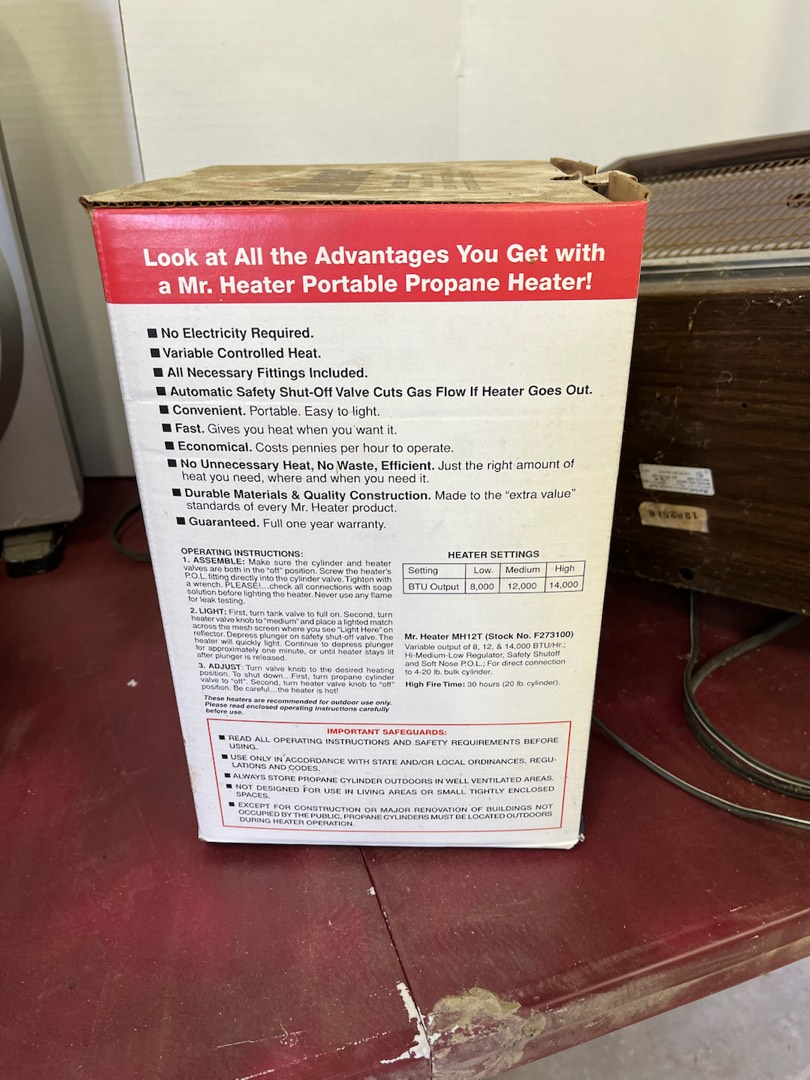 Look at All the Advantages You Get with
a Mr. Heater Portable Propane Heater!
■ No Electricity Required.
■ Variable Controlled Heat.
■ All Necessary Fittings Included.
■ Automatic Safety Shut-Off Valve Cuts Gas Flow If Heater Goes Out.
■ Convenient. Portable. Easy to light.
■ Fast. Gives you heat when you want it.
■ Economical. Costs pennies per hour to operate.
■ No Unnecessary Heat, No Waste, Efficient. Just the right amount of
heat you need, where and when you need it.
■ Durable Materials & Quality Construction. Made to the "extra value"
standards of every Mr. Heater product.
■ Guaranteed. Full one year warranty.
OPERATING INSTRUCTIONS:
1. ASSEMBLE: Make sure the cylinder and heater
valves are both in the "off" position. Screw the heater's
P.O.L. fitting directly into the cylinder valve. Tighten with
a wrench. PLEASE!...check all connections with soap
solution before lighting the heater. Never use any flame
for leak testing.
2. LIGHT: First, turn tank valve to full on. Second, turn
heater valve knob to "medium" and place a lighted match
across the mesh screen where you see "Light Here" on
reflector. Depress plunger on safety shut-off valve. The
heater will quickly light. Continue to depress plunger
for approximately one minute, or until heater stays lit
after plunger is released.
3. ADJUST: Turn valve knob to the desired heating
position. To shut down...First, turn propane cylinder
valve to "off". Second, turn heater valve knob to "off"
position. Be careful...the heater is hot!
These heaters are recommended for outdoor use only.
Please read enclosed operating instructions carefully
before use.
HEATER SETTINGS
Setting Low Medium High
BTU Output 8,000 12,000 14,000
Mr. Heater MH12T (Stock No. F273100)
Variable output of 8, 12, & 14,000 BTU/Hr.;
Hi-Medium-Low Regulator, Safety Shutoff
and Soft Nose P.O.L.; For direct connection
to 4-20 lb. bulk cylinder.
High Fire Time: 30 hours (20 lb. cylinder).
IMPORTANT SAFEGUARDS:
■ READ ALL OPERATING INSTRUCTIONS AND SAFETY REQUIREMENTS BEFORE
USING.
■ USE ONLY IN ACCORDANCE WITH STATE AND/OR LOCAL ORDINANCES, REGU-
LATIONS AND CODES.
■ ALWAYS STORE PROPANE CYLINDER OUTDOORS IN WELL VENTILATED AREAS.
■ NOT DESIGNED FOR USE IN LIVING AREAS OR SMALL TIGHTLY ENCLOSED
SPACES.
■ EXCEPT FOR CONSTRUCTION OR MAJOR RENOVATION OF BUILDINGS NOT
OCCUPIED BY THE PUBLIC, PROPANE CYLINDERS MUST BE LOCATED OUTDOORS
DURING HEATER OPERATION.